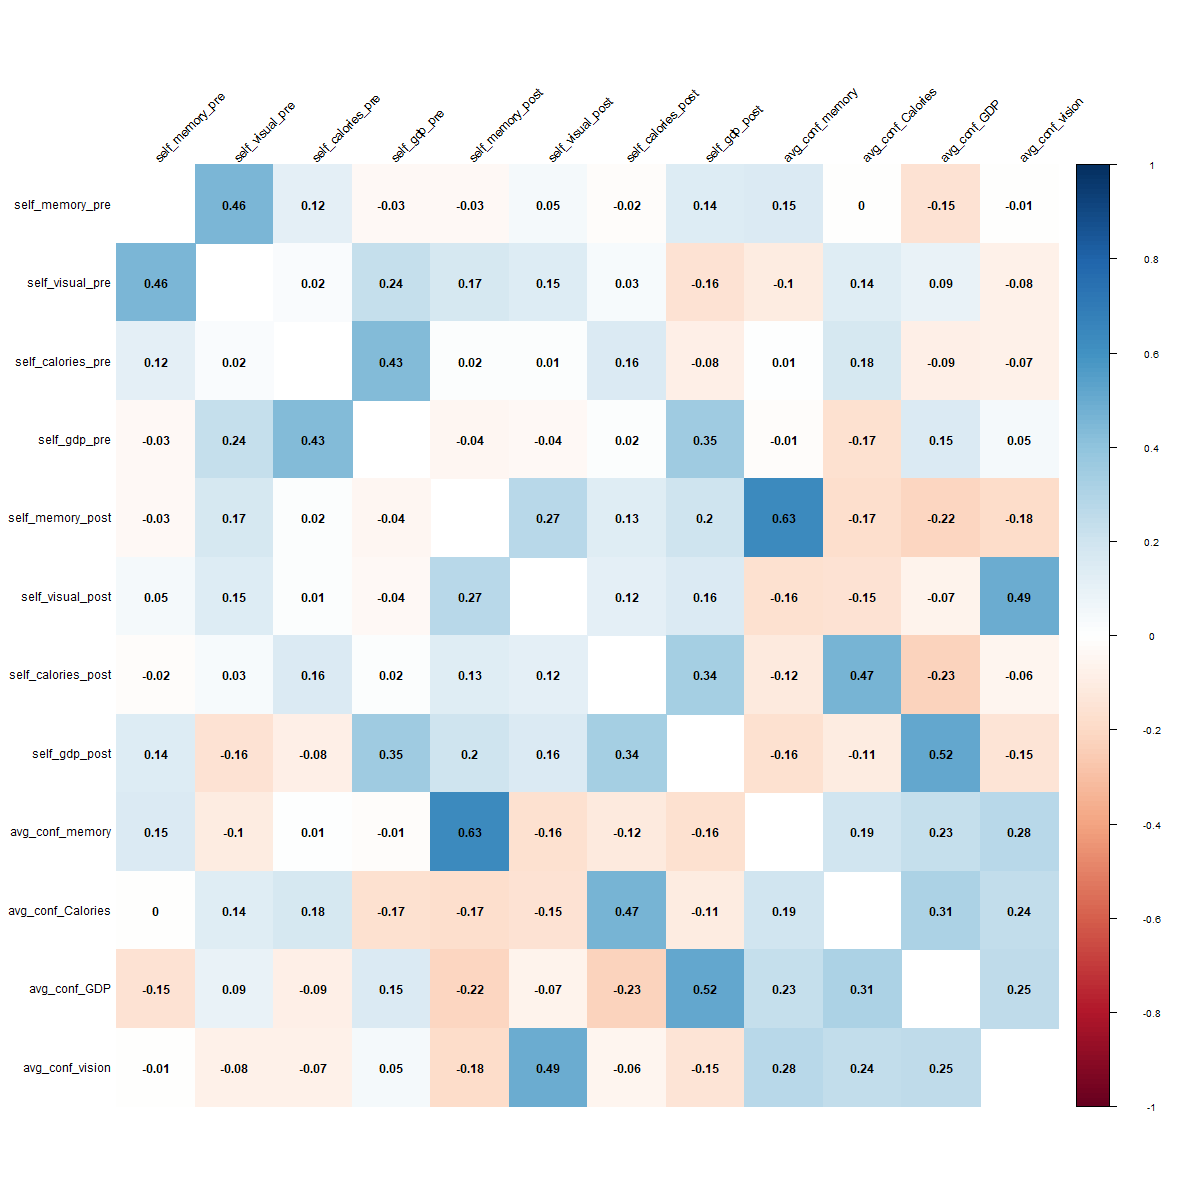 self_memory_pre self_visual_pre self_calories_pre self_gdp_pre self_memory_post self_visual_post self_calories_post self_gdp_post avg_conf_memory avg_conf_Calories avg_conf_GDP avg_conf_vision
self_memory_pre 0.46 0.12 -0.03 -0.03 0.05 -0.02 0.14 0.15 0 -0.15 -0.01
self_visual_pre 0.46 0.02 0.24 0.17 0.15 0.03 -0.16 -0.1 0.14 0.09 -0.08
self_calories_pre 0.12 0.02 0.43 0.02 0.01 0.16 -0.08 0.01 0.18 -0.09 -0.07
self_gdp_pre -0.03 0.24 0.43 -0.04 -0.04 0.02 0.35 -0.01 -0.17 0.15 0.05
self_memory_post -0.03 0.17 0.02 -0.04 0.27 0.13 0.2 0.63 -0.17 -0.22 -0.18
self_visual_post 0.05 0.15 0.01 -0.04 0.27 0.12 0.16 -0.16 -0.15 -0.07 0.49
self_calories_post -0.02 0.03 0.16 0.02 0.13 0.12 0.34 -0.12 0.47 -0.23 -0.06
self_gdp_post 0.14 -0.16 -0.08 0.35 0.2 0.16 0.34 -0.16 -0.11 0.52 -0.15
avg_conf_memory 0.15 -0.1 0.01 -0.01 0.63 -0.16 -0.12 -0.16 0.19 0.23 0.28
avg_conf_Calories 0 0.14 0.18 -0.17 -0.17 -0.15 0.47 -0.11 0.19 0.31 0.24
avg_conf_GDP -0.15 0.09 -0.09 0.15 -0.22 -0.07 -0.23 0.52 0.23 0.31 0.25
avg_conf_vision -0.01 -0.08 -0.07 0.05 -0.18 0.49 -0.06 -0.15 0.28 0.24 0.25
1
0.8
0.6
0.4
0.2
0
-0.2
-0.4
-0.6
-0.8
-1